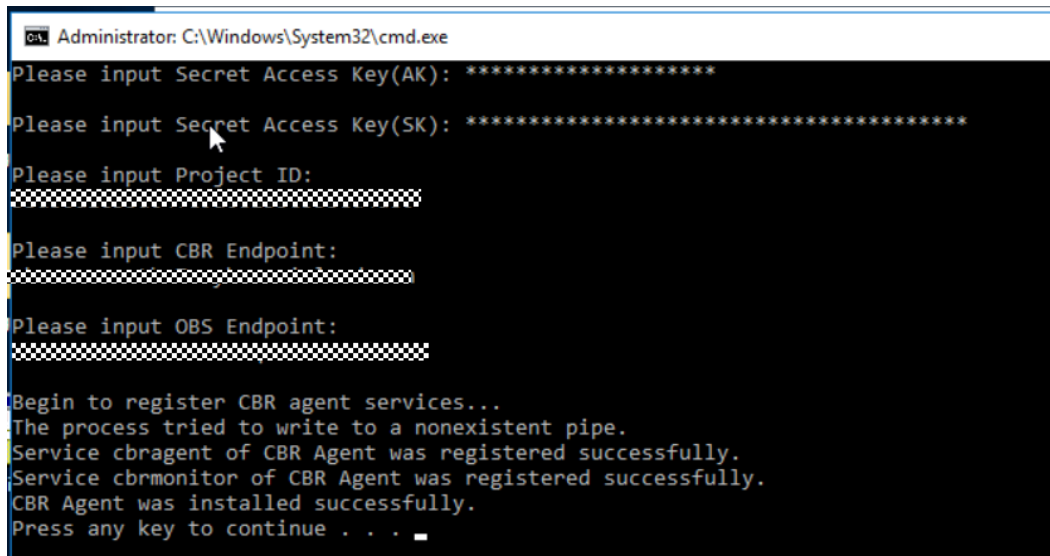 Administrator: C:\Windows\System32\cmd.exe
Please input Secret Access Key(AK): ********************
Please input Secret Access Key(SK): ****************************************
Please input Project ID:
Please input CBR Endpoint:
Please input OBS Endpoint:
Begin to register CBR agent services...
The process tried to write to a nonexistent pipe.
Service cbragent of CBR Agent was registered successfully.
Service cbrmonitor of CBR Agent was registered successfully.
CBR Agent was installed successfully.
Press any key to continue . . .